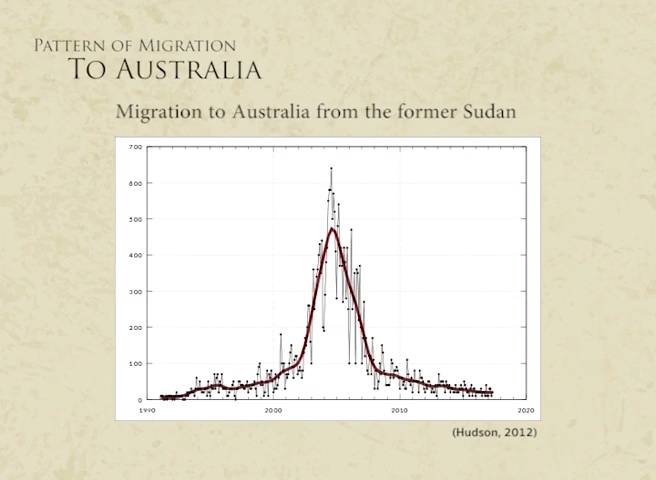 Pattern of Migration
To Australia
Migration to Australia from the former Sudan
700
600
500
400
300
200
100
0
1990 2000 2010 2020
(Hudson, 2012)